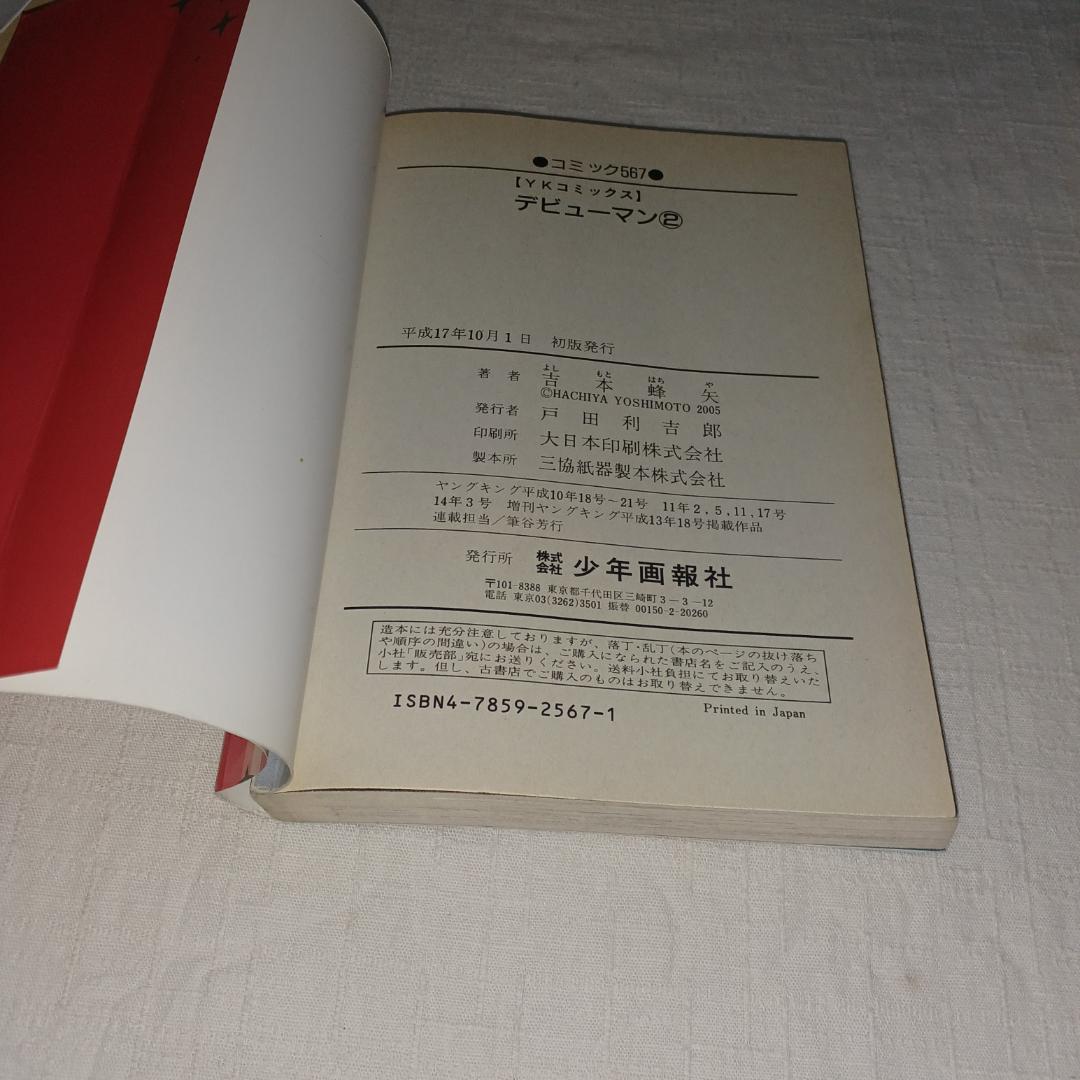 ●コミック567●
【YKコミックス】
デビューマン②
平成17年10月1日 初版発行
よし もと はち や
著者 吉本蜂矢
©HACHIYA YOSHIMOTO 2005
発行者 戸田利吉郎
印刷所 大日本印刷株式会社
製本所 三協紙器製本株式会社
ヤングキング平成10年18号〜21号 11年2,5,11,17号
14年3号 増刊ヤングキング平成13年18号掲載作品
連載担当/筆谷芳行
発行所 株式会社 少年画報社
〒101-8388 東京都千代田区三崎町3-3-12
電話 東京03(3262)3501 振替 00150-2-20260
造本には充分注意しておりますが、落丁・乱丁(本のページの抜け落ち
や順序の間違い)の場合は、ご購入になられた書店名をご記入のうえ、
小社「販売部」宛にお送りください。送料小社負担にてお取り替えいた
します。但し、古書店でご購入のものはお取り替えできません。
ISBN4-7859-2567-1
Printed in Japan